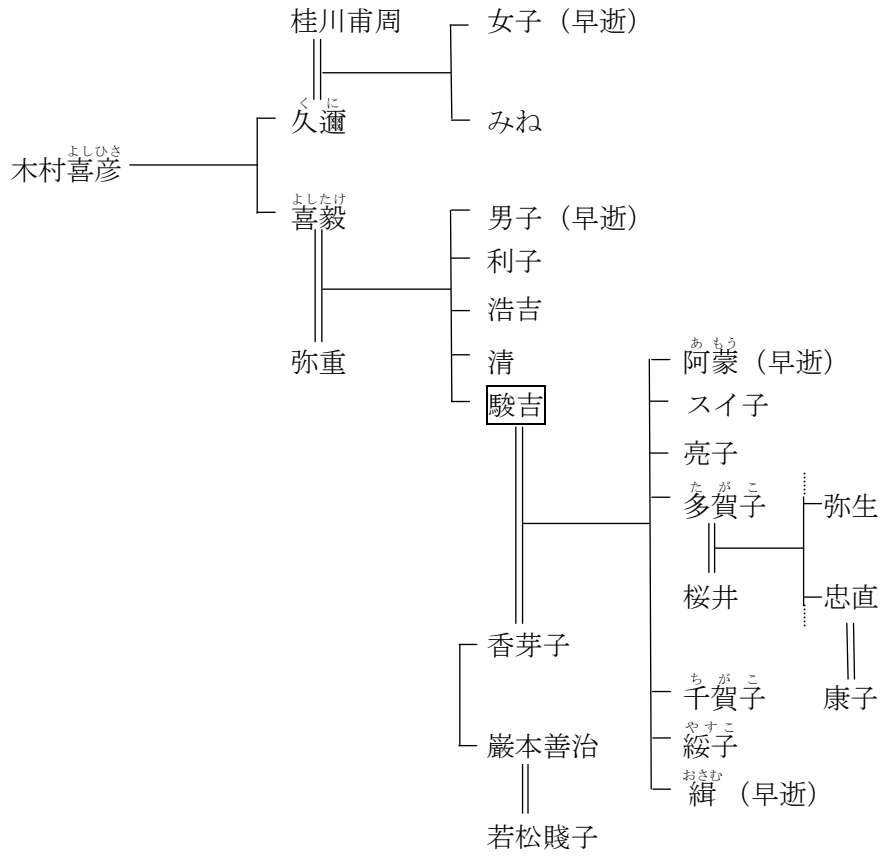 桂川甫周
女子（早逝）
くに
久邇
みね
よしひさ
木村喜彦
よしたけ
喜毅
男子（早逝）
利子
浩吉
弥重
清
駿吉
あもう
阿蒙（早逝）
スイ子
亮子
たがこ
多賀子
弥生
桜井
忠直
香芽子
ちがこ
千賀子
康子
巌本善治
やすこ
綏子
おさむ
緝（早逝）
若松賤子